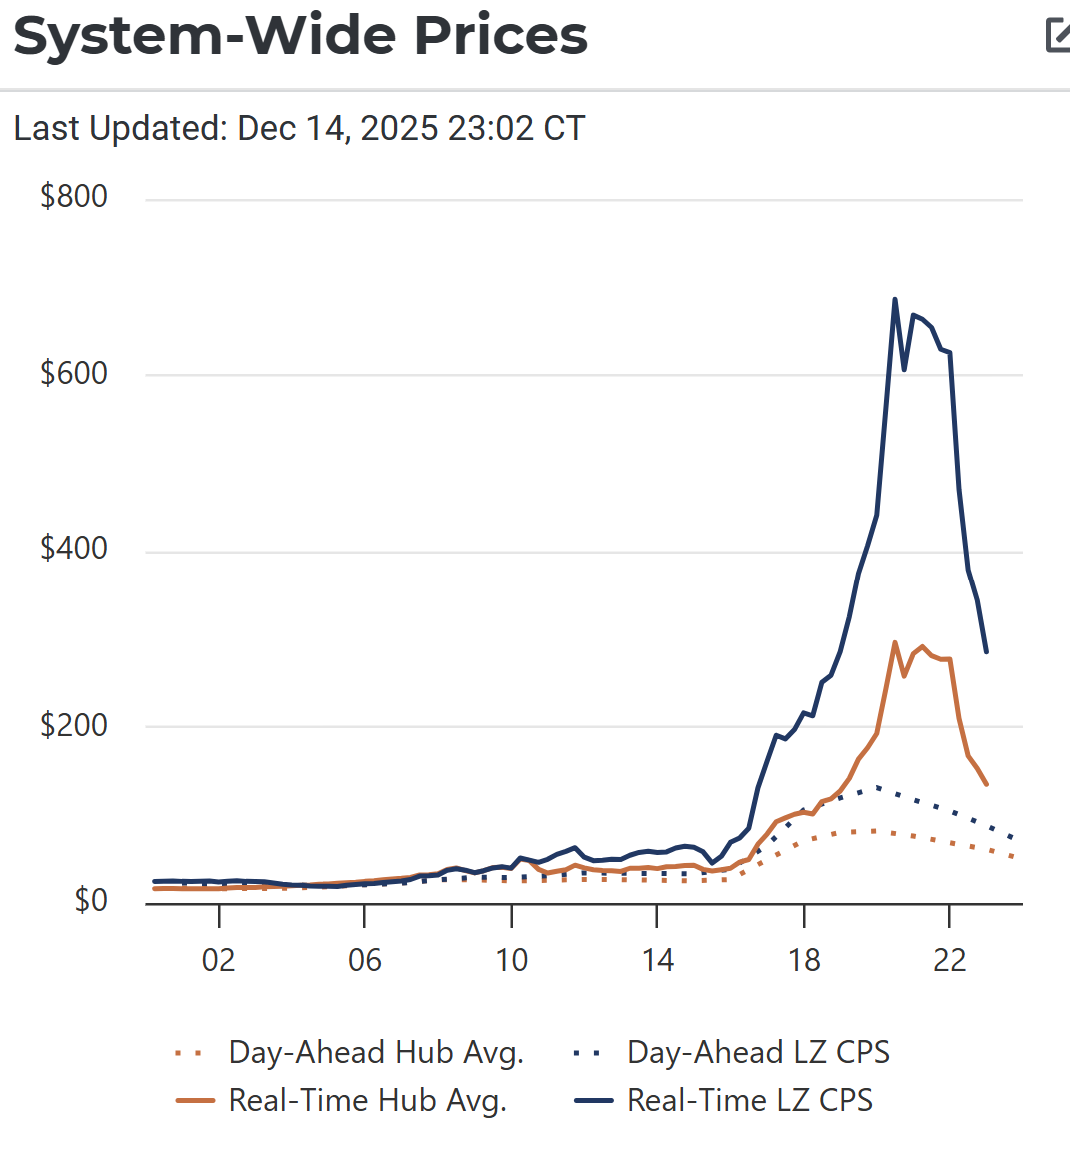 System-Wide Prices
Last Updated: Dec 14, 2025 23:02 CT
$800
$600
$400
$200
$0
02 06 10 14 18 22
Day-Ahead Hub Avg. Day-Ahead LZ CPS
Real-Time Hub Avg. Real-Time LZ CPS